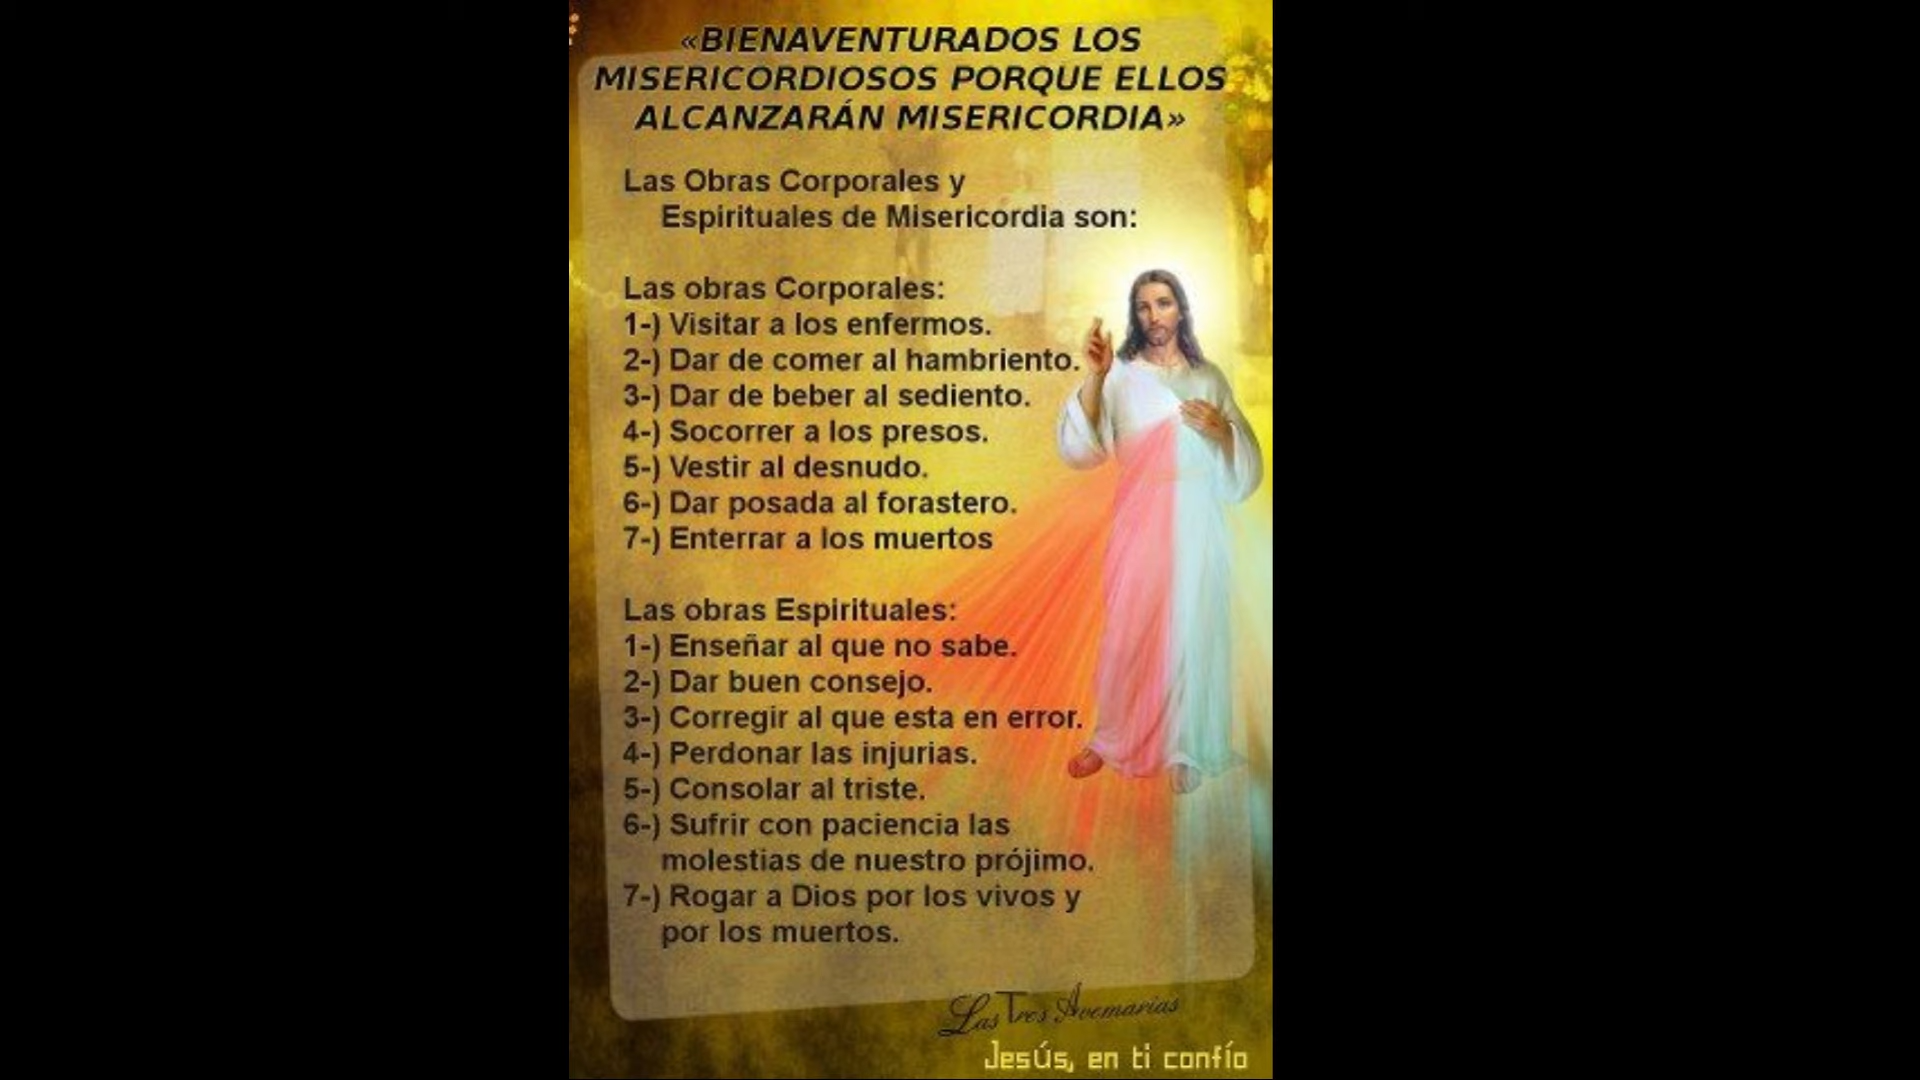 «BIENAVENTURADOS LOS
MISERICORDIOSOS PORQUE ELLOS
ALCANZARÁN MISERICORDIA»
Las Obras Corporales y
Espirituales de Misericordia son:
Las obras Corporales:
1-) Visitar a los enfermos.
2-) Dar de comer al hambriento.
3-) Dar de beber al sediento.
4-) Socorrer a los presos.
5-) Vestir al desnudo.
6-) Dar posada al forastero.
7-) Enterrar a los muertos
Las obras Espirituales:
1-) Enseñar al que no sabe.
2-) Dar buen consejo.
3-) Corregir al que esta en error.
4-) Perdonar las injurias.
5-) Consolar al triste.
6-) Sufrir con paciencia las
molestias de nuestro prójimo.
7-) Rogar a Dios por los vivos y
por los muertos.
Las Tres Avemarías
Jesús, en ti confío